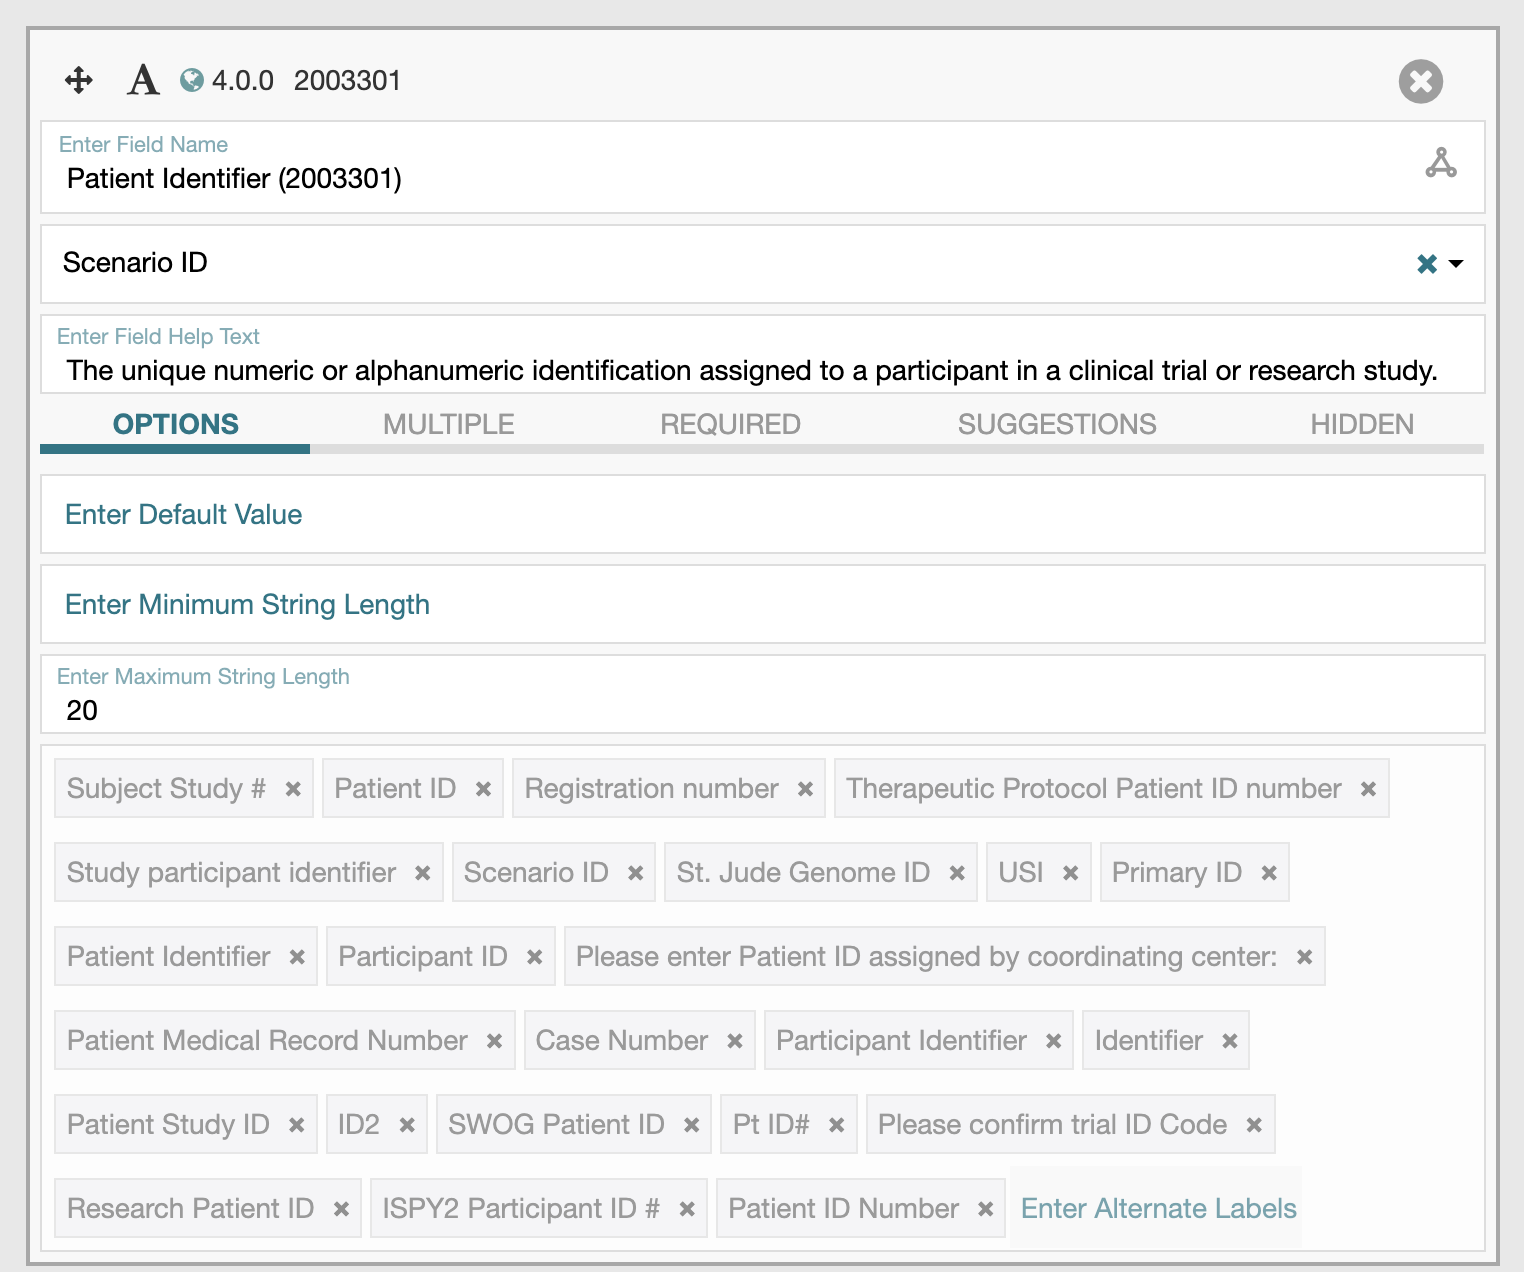 A 4.0.0 2003301
Enter Field Name
Patient Identifier (2003301)
Scenario ID
Enter Field Help Text
The unique numeric or alphanumeric identification assigned to a participant in a clinical trial or research study.
OPTIONS MULTIPLE REQUIRED SUGGESTIONS HIDDEN
Enter Default Value
Enter Minimum String Length
Enter Maximum String Length
20
Subject Study # Patient ID Registration number Therapeutic Protocol Patient ID number
Study participant identifier Scenario ID St. Jude Genome ID USI Primary ID
Patient Identifier Participant ID Please enter Patient ID assigned by coordinating center:
Patient Medical Record Number Case Number Participant Identifier Identifier
Patient Study ID ID2 SWOG Patient ID Pt ID# Please confirm trial ID Code
Research Patient ID ISPY2 Participant ID # Patient ID Number Enter Alternate Labels